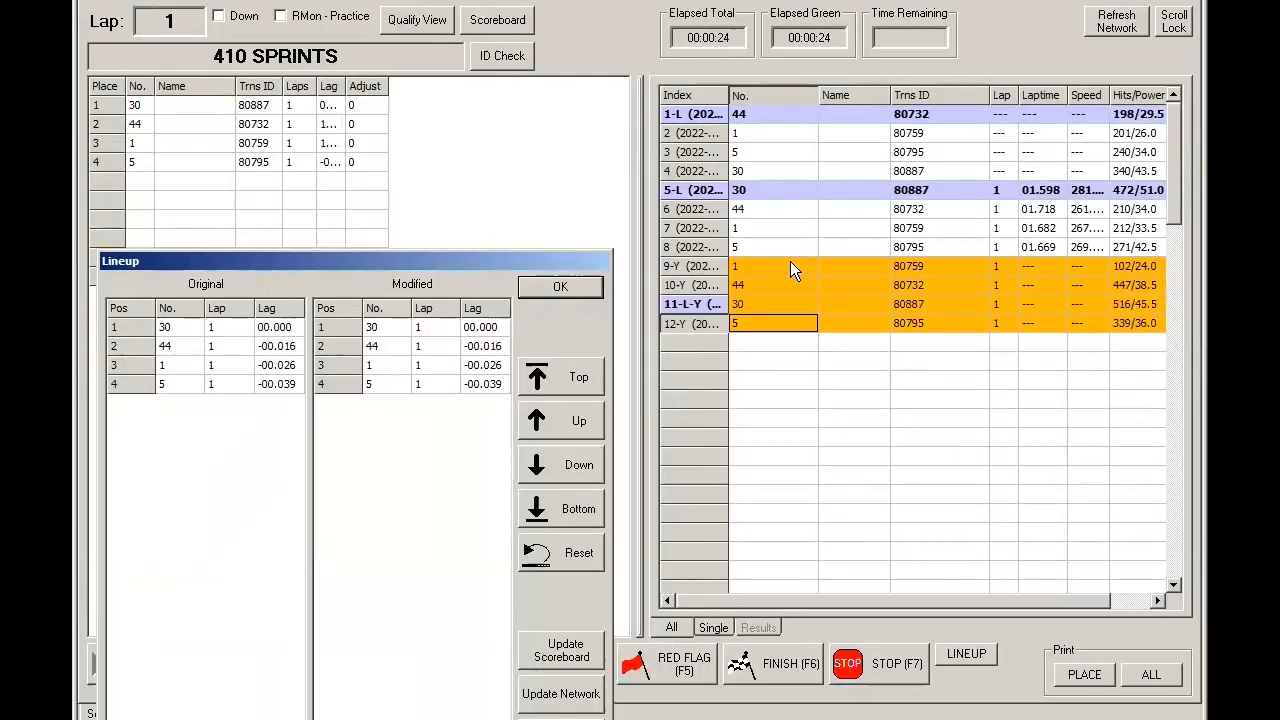 Lap: 1 Down RMon - Practice Quality View Scoreboard
410 SPRINTS ID Check
Elapsed Total 00:00:24
Elapsed Green 00:00:24
Time Remaining
Refresh Network
Scroll Lock
Place No. Name Trns ID Laps Lag Adjust
1 30 80887 1 0... 0
2 44 80732 1 1... 0
3 1 80759 1 1... 0
4 5 80795 1 -0... 0
Index No. Name Trns ID Lap Laptime Speed Hits/Power
1-L (202... 44 80732 --- --- --- 198/29.5
2 (2022-... 1 80759 --- --- --- 201/26.0
3 (2022-... 5 80795 --- --- --- 240/34.0
4 (2022-... 30 80887 --- --- --- 340/43.5
5-L (202... 30 80887 1 01.598 281.... 472/51.0
6 (2022-... 44 80732 1 01.718 261.... 210/34.0
7 (2022-... 1 80759 1 01.682 267.... 212/33.5
8 (2022-... 5 80795 1 01.669 269.... 271/42.5
9-Y (202... 1 80759 1 --- --- 102/24.0
10-Y (20... 44 80732 1 --- --- 447/38.5
11-L-Y (... 30 80887 1 --- --- 516/45.5
12-Y (20... 5 80795 1 --- --- 339/36.0
Lineup
Original Modified OK
Pos No. Lap Lag Pos No. Lap Lag
1 30 1 00.000 1 30 1 00.000
2 44 1 -00.016 2 44 1 -00.016
3 1 1 -00.026 3 1 1 -00.026
4 5 1 -00.039 4 5 1 -00.039
Top
Up
Down
Bottom
Reset
Update Scoreboard
Update Network
All Single Results
RED FLAG (F5)
FINISH (F6)
STOP STOP (F7)
LINEUP
Print
PLACE ALL